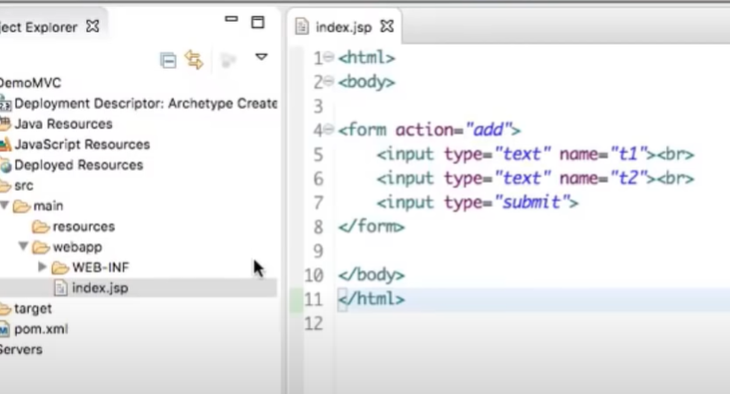 ject Explorer
DemoMVC
Deployment Descriptor: Archetype Create
Java Resources
JavaScript Resources
Deployed Resources
src
main
resources
webapp
WEB-INF
index.jsp
target
pom.xml
Servers
index.jsp
1 <html>
2 <body>
3
4 <form action="add">
5 <input type="text" name="t1"><br>
6 <input type="text" name="t2"><br>
7 <input type="submit">
8 </form>
9
10 </body>
11 </html>
12